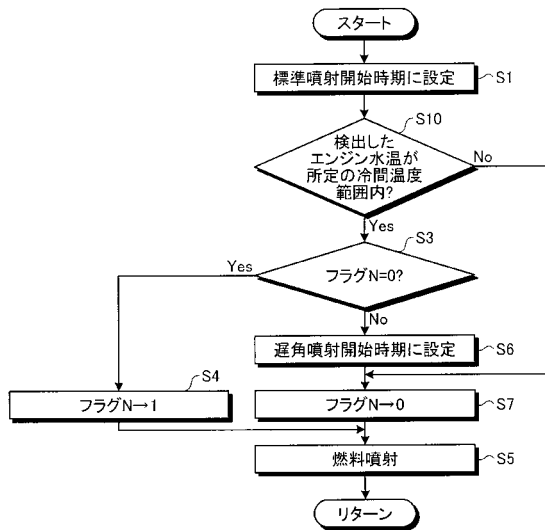 スタート
標準噴射開始時期に設定
S1
S10
検出した
エンジン水温が
所定の冷間温度
範囲内?
No
Yes
S3
Yes
フラグN=0?
No
遅角噴射開始時期に設定
S6
S4
フラグN→1
フラグN→0
S7
燃料噴射
S5
リターン